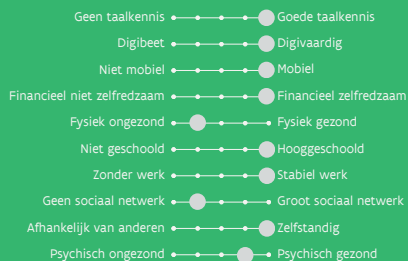 Geen taalkennis Goede taalkennis
Digibeet Digivaardig
Niet mobiel Mobiel
Financieel niet zelfredzaam Financieel zelfredzaam
Fysiek ongezond Fysiek gezond
Niet geschoold Hooggeschoold
Zonder werk Stabiel werk
Geen sociaal netwerk Groot sociaal netwerk
Afhankelijk van anderen Zelfstandig
Psychisch ongezond Psychisch gezond